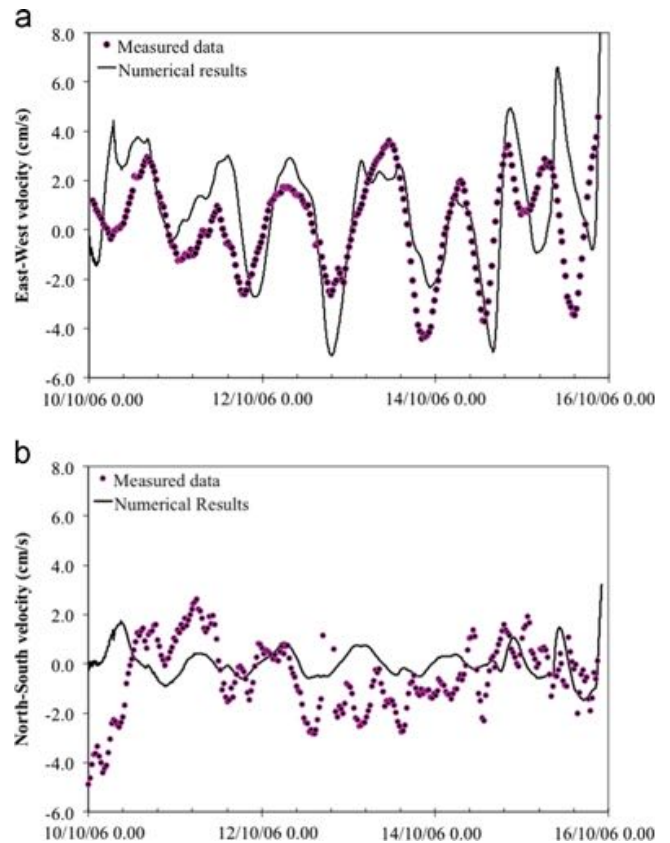 a
8.0
Measured data
Numerical results
6.0
4.0
2.0
0.0
-2.0
-4.0
-6.0
East-West velocity (cm/s)
10/10/06 0.00 12/10/06 0.00 14/10/06 0.00 16/10/06 0.00
b
8.0
Measured data
Numerical Results
6.0
4.0
2.0
0.0
-2.0
-4.0
-6.0
North-South velocity (cm/s)
10/10/06 0.00 12/10/06 0.00 14/10/06 0.00 16/10/06 0.00